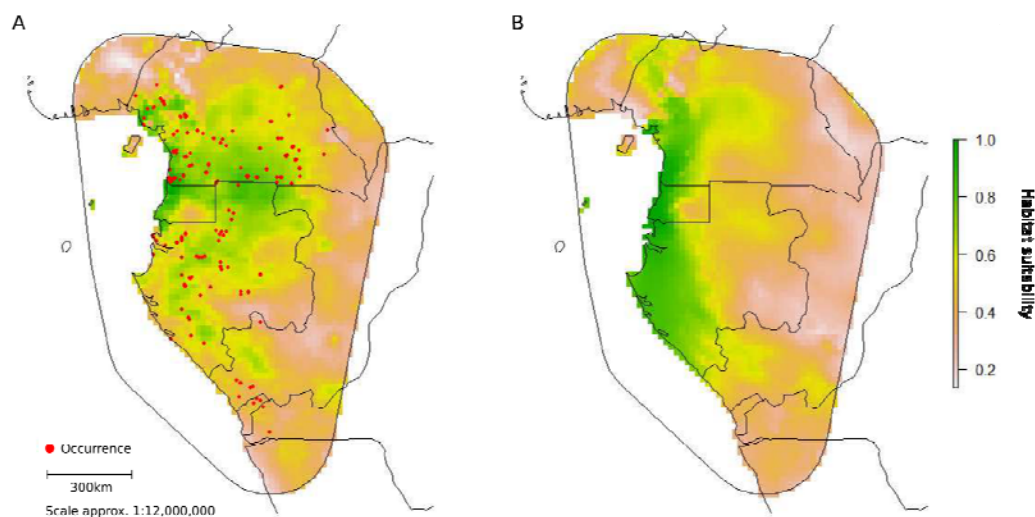 A
B
1.0
0.8
0.6
0.4
0.2
Habitat suitability
Occurrence
300km
Scale approx. 1:12,000,000